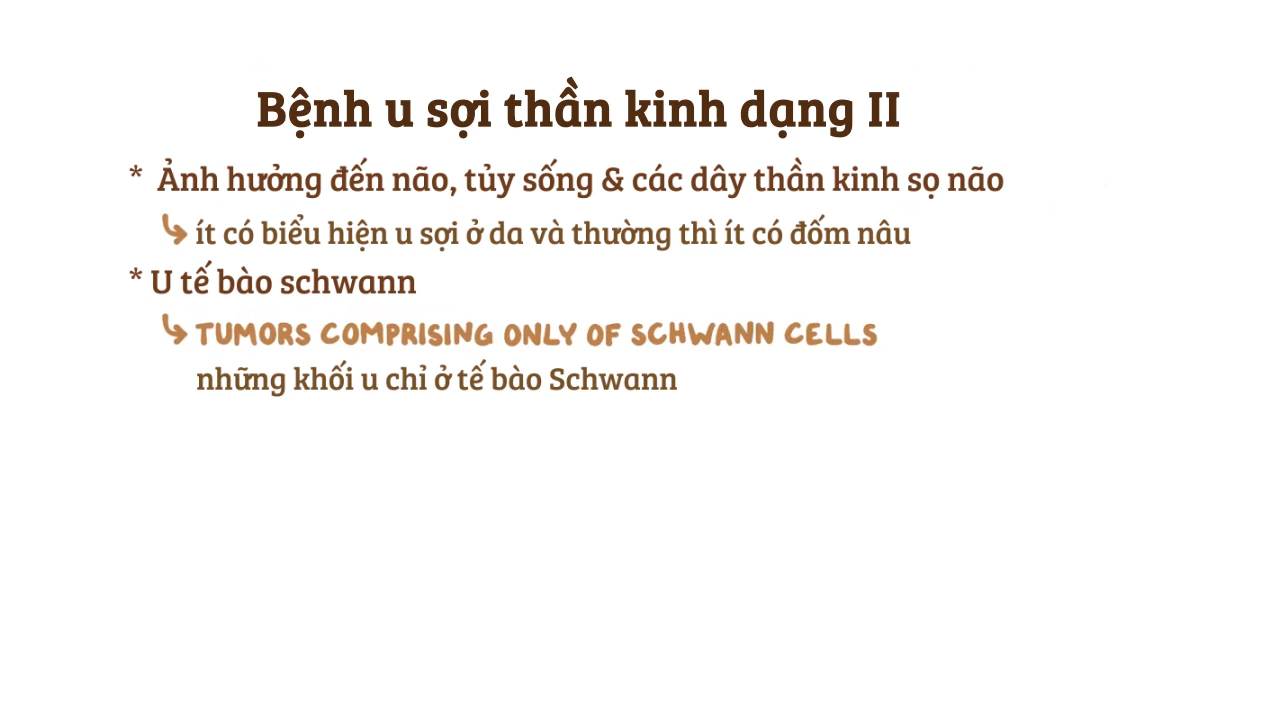 Bệnh u sợi thần kinh dạng II
* Ảnh hưởng đến não, tủy sống & các dây thần kinh sọ não
↳ ít có biểu hiện u sợi ở da và thường thì ít có đốm nâu
* U tế bào schwann
↳ TUMORS COMPRISING ONLY OF SCHWANN CELLS
những khối u chỉ ở tế bào Schwann